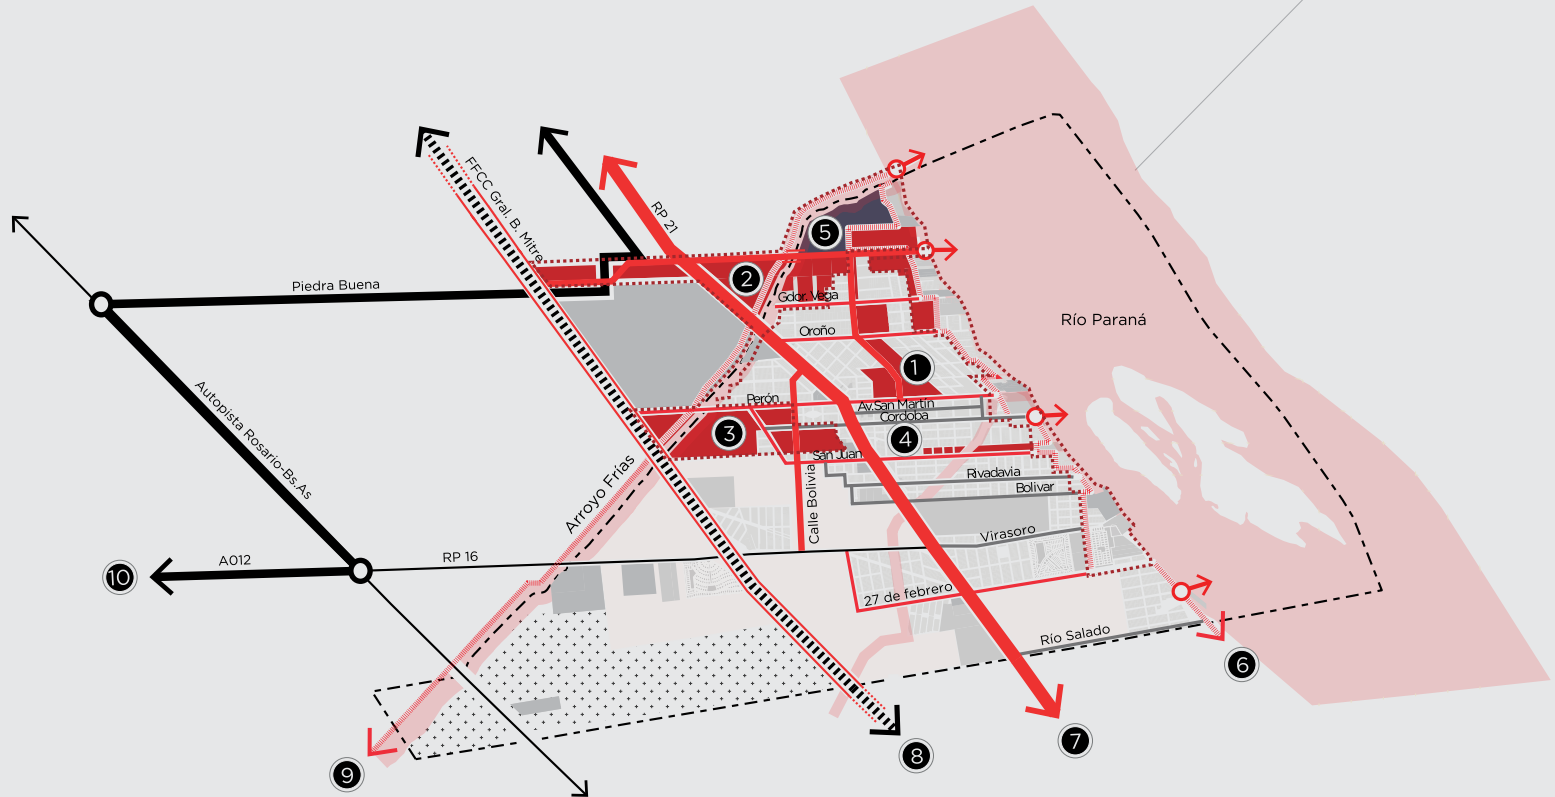 FFCC Gral. B. Mitre
RP 21
5
2
Piedra Buena
Gdor. Vega
Río Paraná
Oroño
1
Perón
Av.San Martín
Cordoba
3
4
Autopista Rosario-Bs.As
San Juan
Arroyo Frías
Calle Bolivia
Rivadavia
Bolivar
Virasoro
RP 16
A012
10
27 de febrero
Río Salado
6
7
8
9